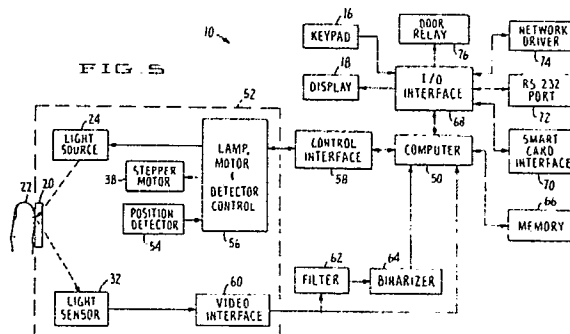 10
FIG. 5
16
KEYPAD
18
DISPLAY
DOOR
RELAY
76
NETWORK
DRIVER
74
I/O
INTERFACE
68
RS 232
PORT
72
SMART
CARD
INTERFACE
70
MEMORY
66
52
24
LIGHT
SOURCE
22
20
38
STEPPER
MOTOR
POSITION
DETECTOR
54
LAMP,
MOTOR
&
DETECTOR
CONTROL
56
CONTROL
INTERFACE
58
COMPUTER
50
32
LIGHT
SENSOR
60
VIDEO
INTERFACE
62
FILTER
64
BINARIZER